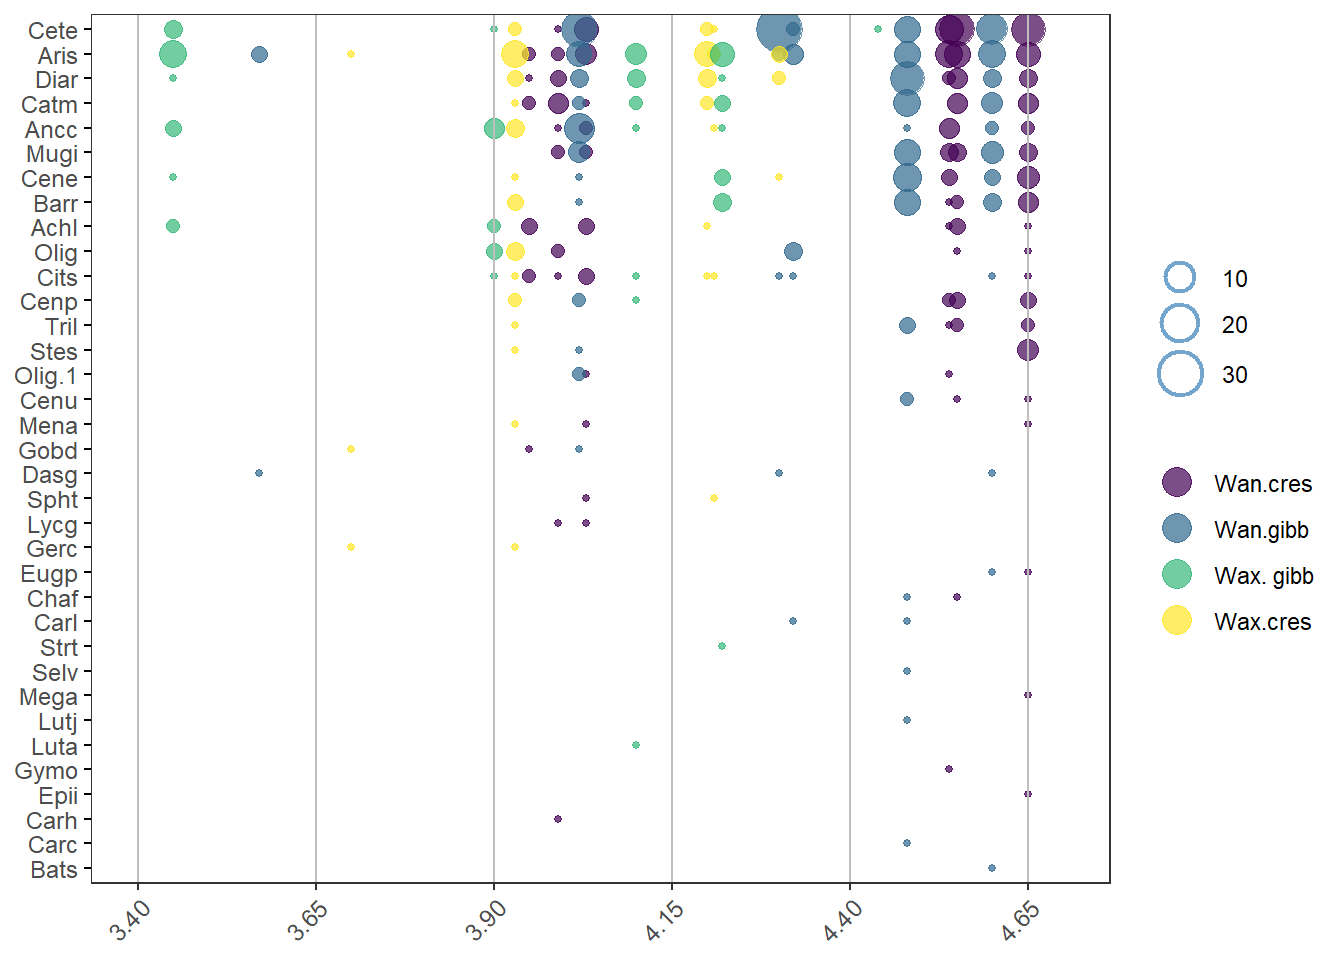 Cete
Aris
Diar
Catm
Ancc
Mugi
Cene
Barr
Achl
Olig
Cits
Cenp
Tril
Stes
Olig.1
Cenu
Mena
Gobd
Dasg
Spht
Lycg
Gerc
Eugp
Chaf
Carl
Strt
Selv
Mega
Lutj
Luta
Gymo
Epii
Carh
Carc
Bats
3.40
3.65
3.90
4.15
4.40
4.65
10
20
30
Wan.cres
Wan.gibb
Wax. gibb
Wax.cres